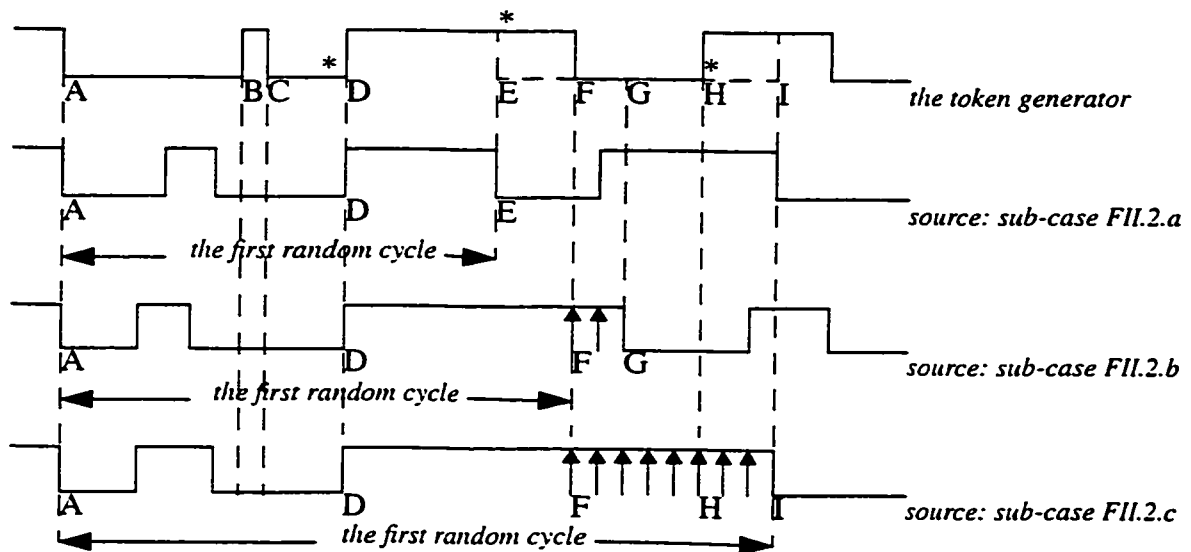 * * *
A B C D E F G H I
the token generator
A D E
source: sub-case FII.2.a
the first random cycle
A D F G
source: sub-case FII.2.b
the first random cycle
A D F H I
source: sub-case FII.2.c
the first random cycle